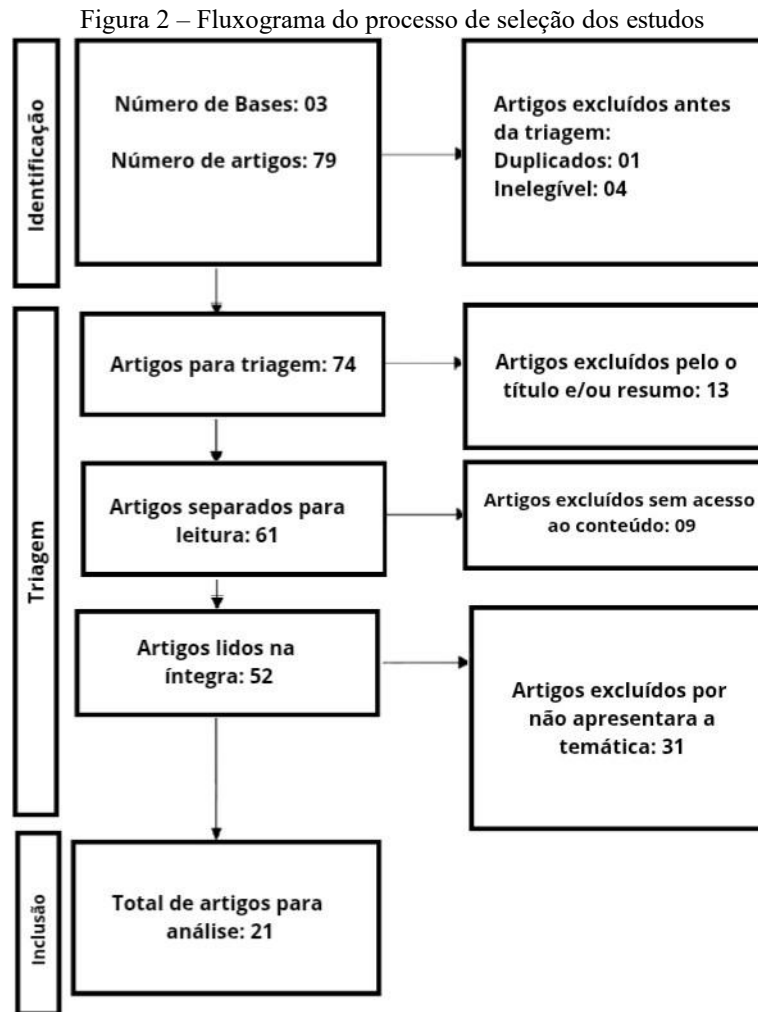 Figura 2 – Fluxograma do processo de seleção dos estudos
Identificação
Número de Bases: 03
Número de artigos: 79
Artigos excluídos antes
da triagem:
Duplicados: 01
Inelegível: 04
Triagem
Artigos para triagem: 74
Artigos excluídos pelo o
título e/ou resumo: 13
Artigos separados para
leitura: 61
Artigos excluídos sem acesso
ao conteúdo: 09
Artigos lidos na
íntegra: 52
Artigos excluídos por
não apresentara a
temática: 31
Inclusão
Total de artigos para
análise: 21